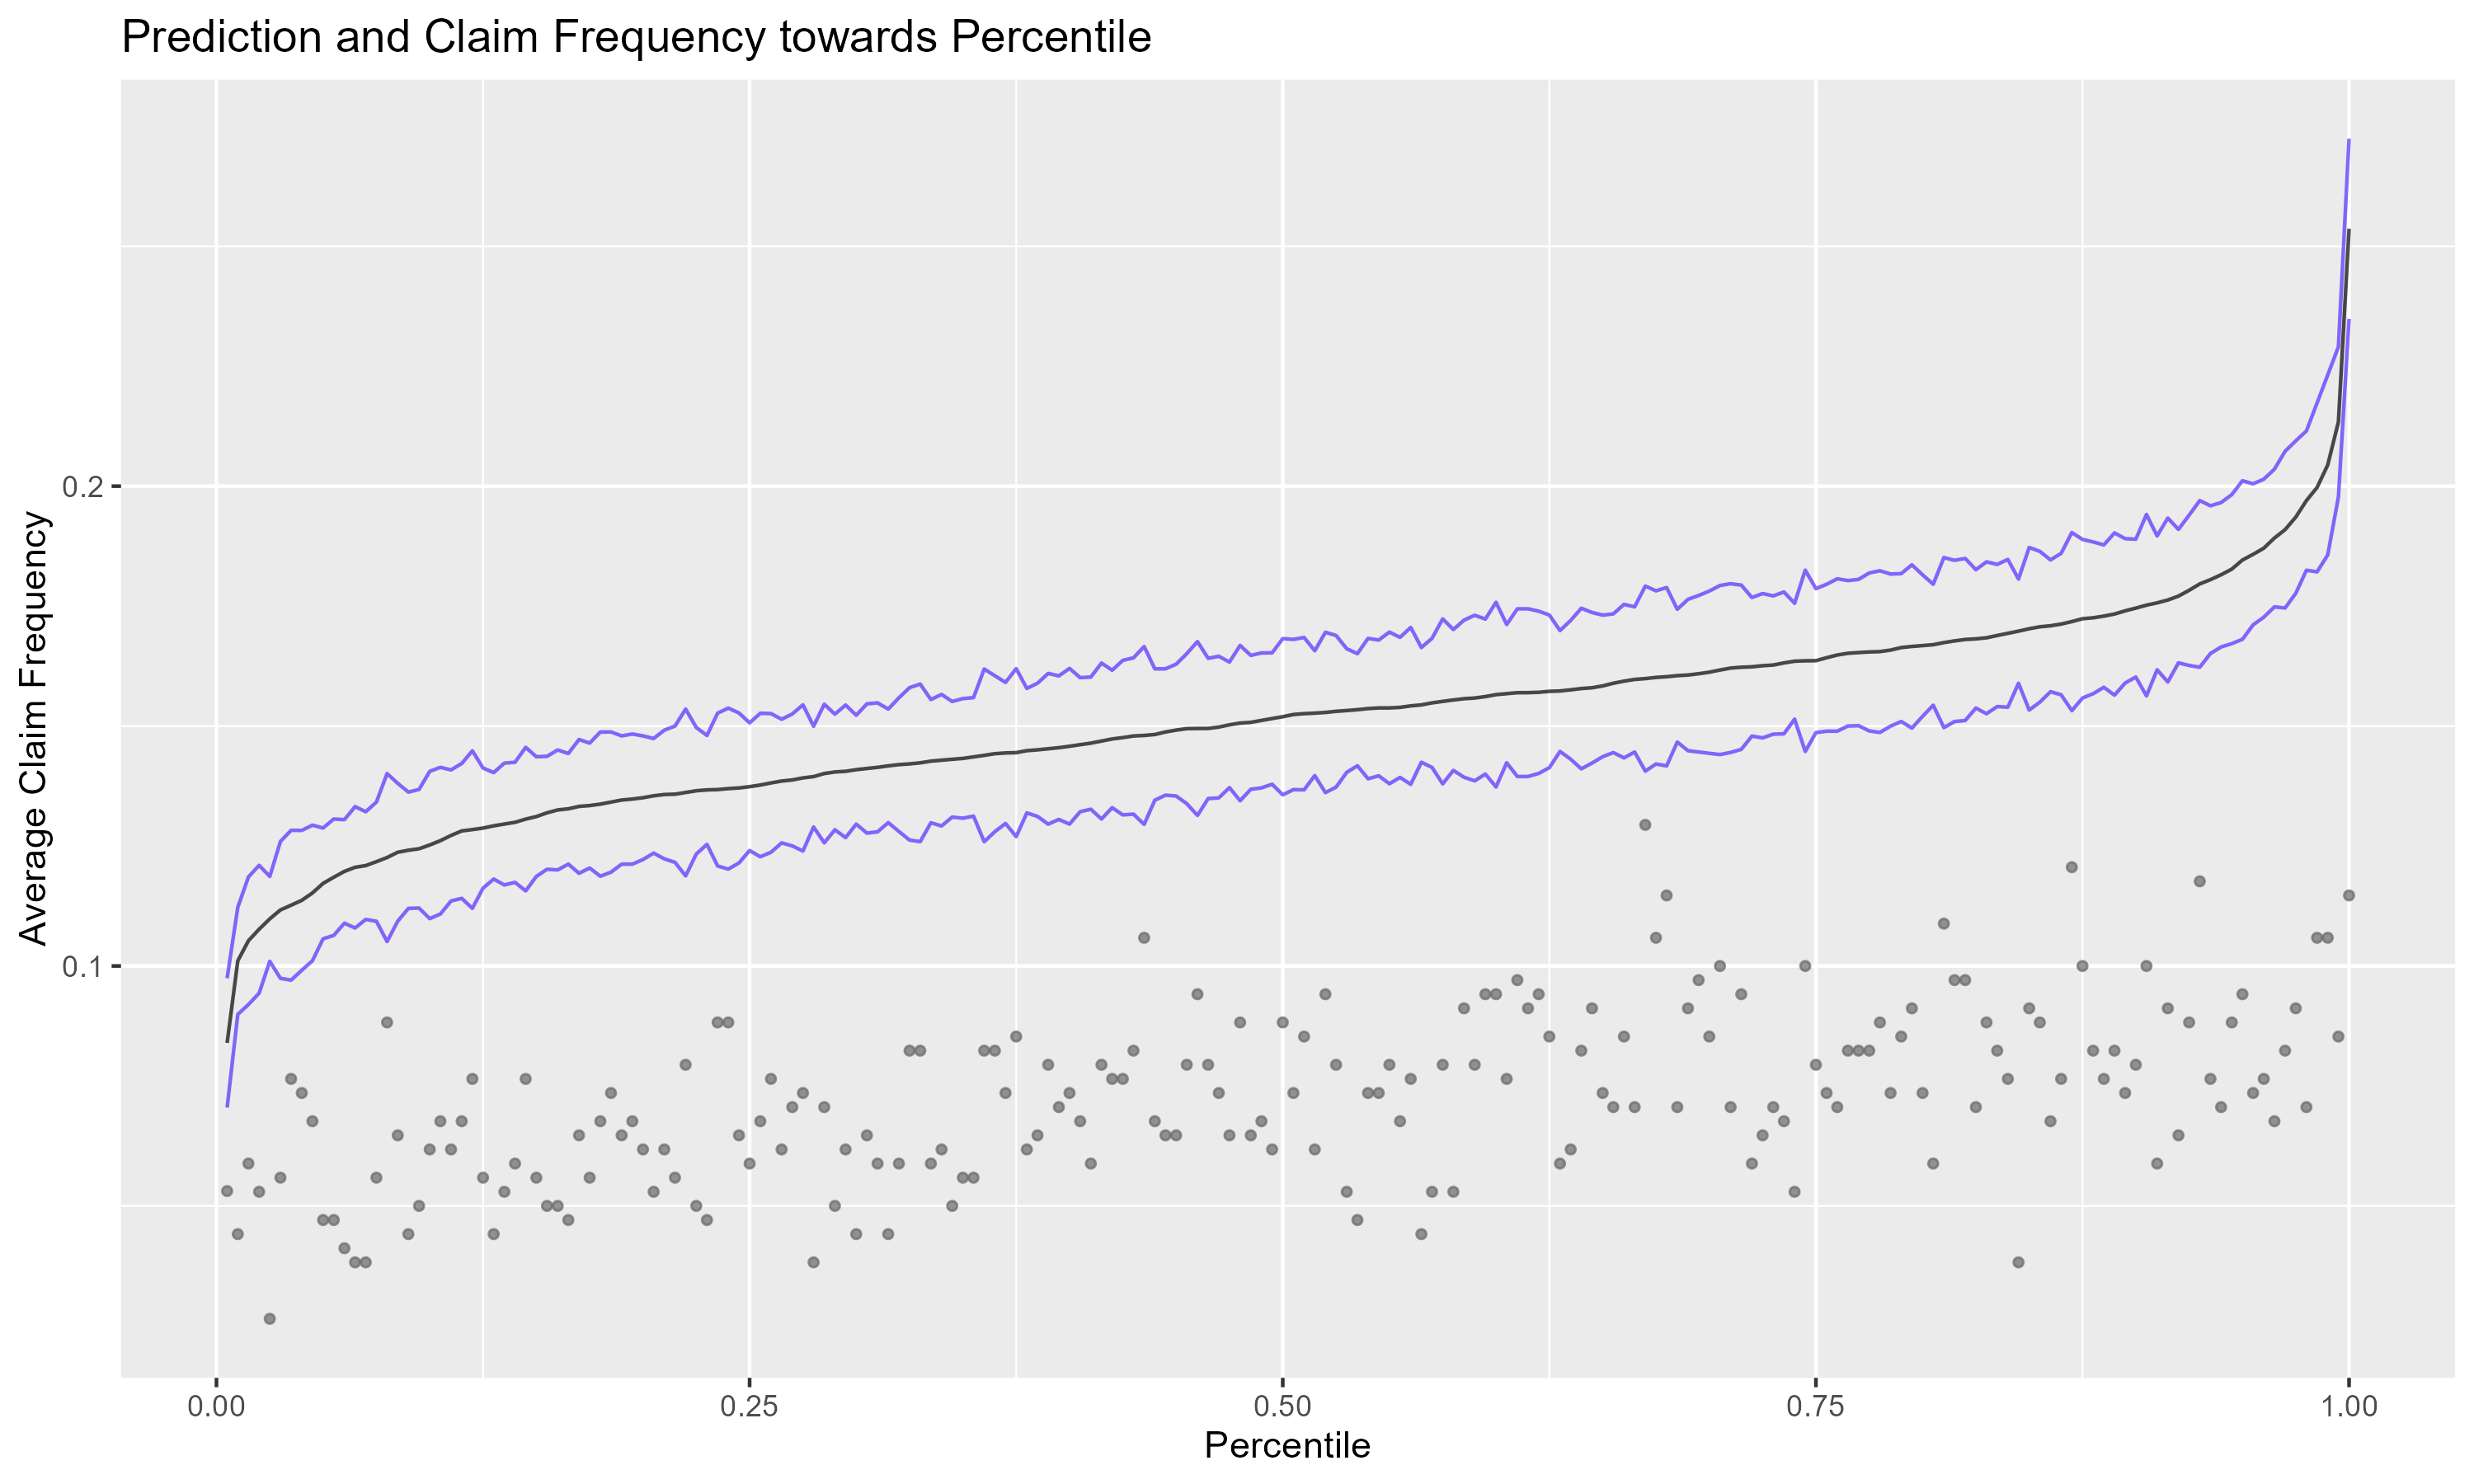 Prediction and Claim Frequency towards Percentile
Average Claim Frequency
0.2
0.1
0.00
0.25
0.50
0.75
1.00
Percentile